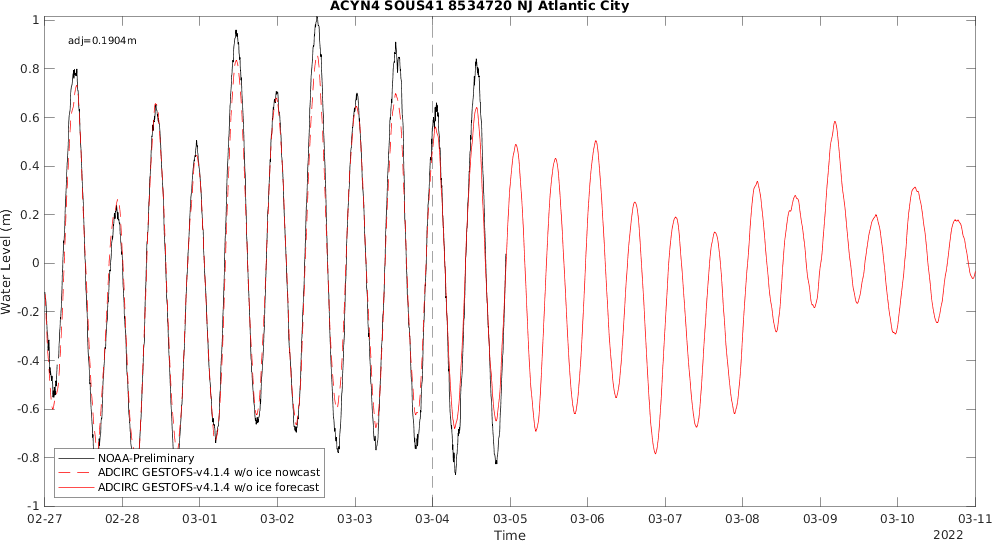 ACYN4 SOUS41 8534720 NJ Atlantic City
adj=0.1904m
1
0.8
0.6
0.4
0.2
0
-0.2
-0.4
-0.6
-0.8
-1
Water Level (m)
NOAA-Preliminary
ADCIRC GESTOFS-v4.1.4 w/o ice nowcast
ADCIRC GESTOFS-v4.1.4 w/o ice forecast
02-27 02-28 03-01 03-02 03-03 03-04 03-05 03-06 03-07 03-08 03-09 03-10 03-11
Time
2022